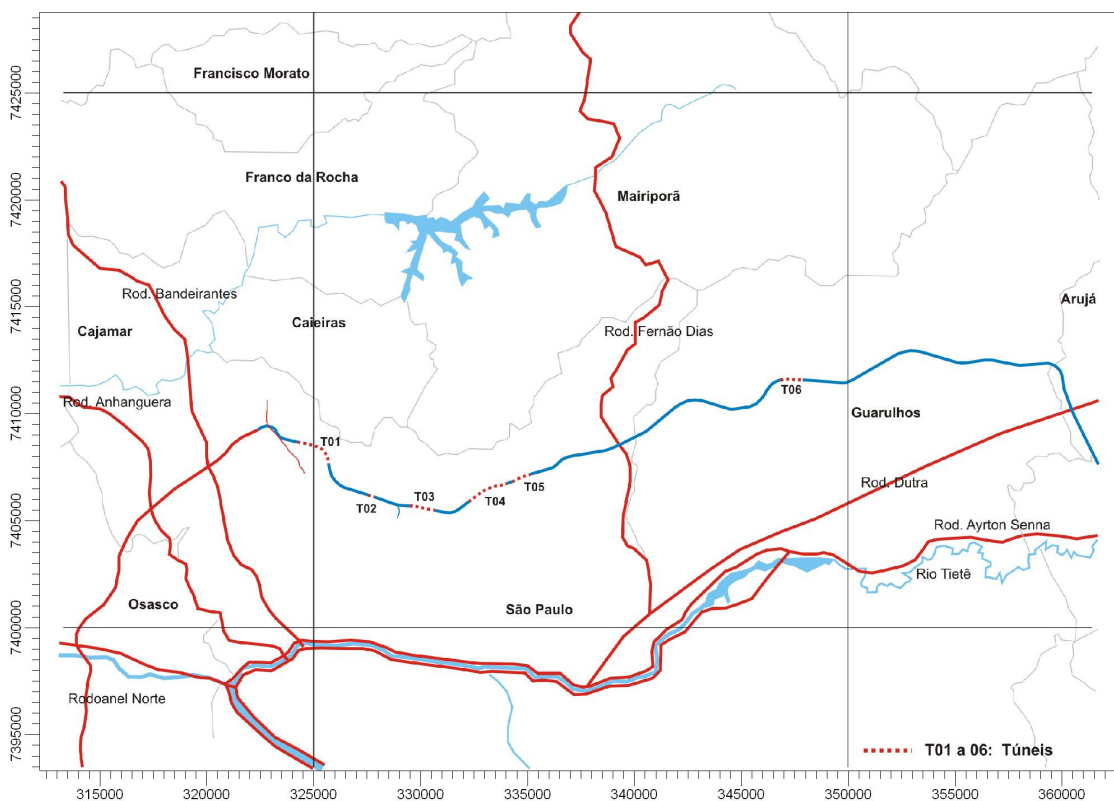 Francisco Morato
Franco da Rocha
Mairiporã
Rod. Bandeirantes
Arujá
Cajamar
Caieiras
Rod. Fernão Dias
Rod. Anhanguera
T06
Guarulhos
T01
T05
T04
T03
T02
Rod. Dutra
Rod. Ayrton Senna
Rio Tietê
Osasco
São Paulo
Rodoanel Norte
T01 a 06: Túneis
7425000
7420000
7415000
7410000
7405000
7400000
7395000
315000 320000 325000 330000 335000 340000 345000 350000 355000 360000